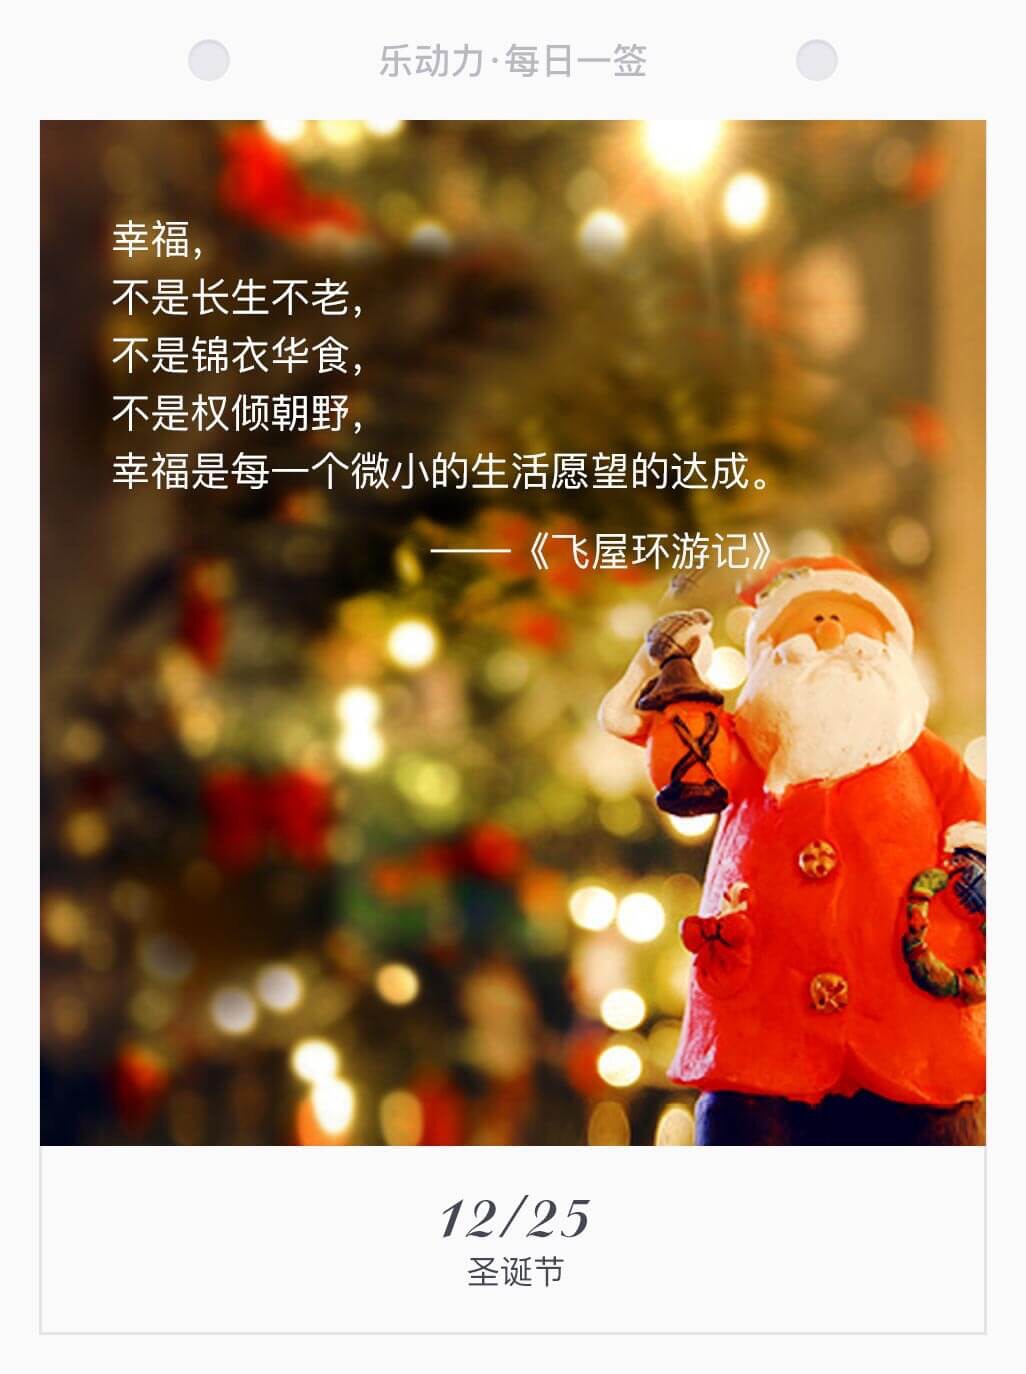 乐动力·每日一签
幸福，
不是长生不老，
不是锦衣华食，
不是权倾朝野，
幸福是每一个微小的生活愿望的达成。
——《飞屋环游记》
12/25
圣诞节